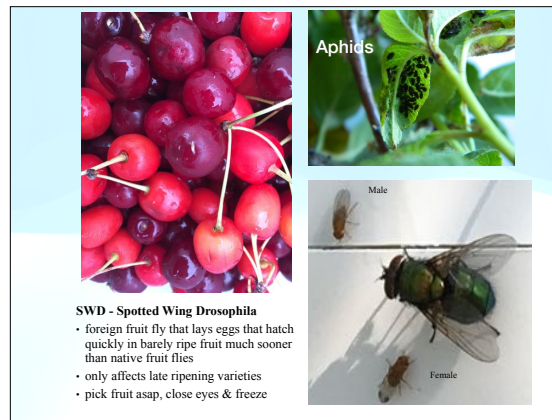 Aphids
Male
Female
SWD - Spotted Wing Drosophila
• foreign fruit fly that lays eggs that hatch
quickly in barely ripe fruit much sooner
than native fruit flies
• only affects late ripening varieties
• pick fruit asap, close eyes & freeze